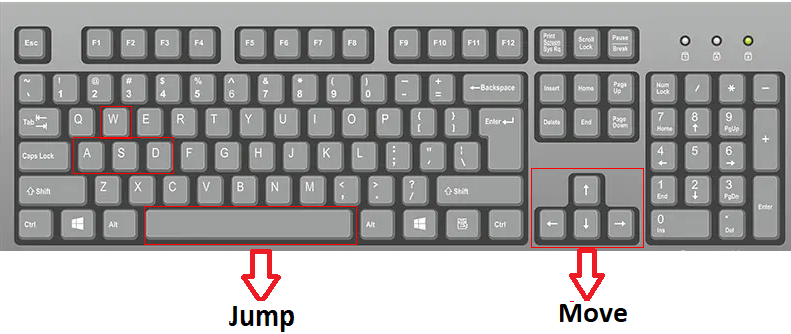 Esc F1 F2 F3 F4 F5 F6 F7 F8 F9 F10 F11 F12 Print Screen Sys Rq Scroll Lock Pause Break
~ ` ! 1 @ 2 # 3 $ 4 % 5 ^ 6 & 7 * 8 ( 9 ) 0 - - + = ←Backspace Insert Home Page Up Num Lock / * -
Tab Q W E R T Y U I O P { [ } ] Enter Delete End Page Down 7 Home 8 ↑ 9 PgUp +
Caps Lock A S D F G H J K L : ; " ' | \ 4 ← 5 6 →
⇧Shift Z X C V B N M < , > . ? / ⇧Shift ↑ 1 End 2 ↓ 3 PgDn Enter
Ctrl Alt Alt Ctrl ← ↓ → 0 Ins . Del
Jump Move